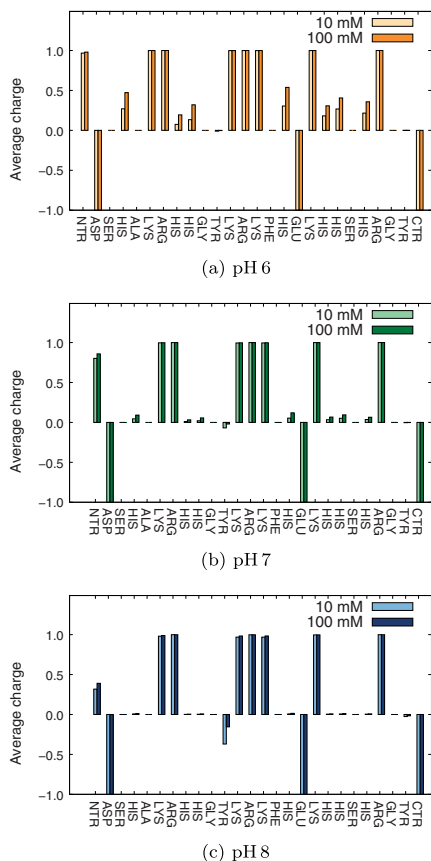 10 mM
100 mM
Average charge
1.0
0.5
0.0
−0.5
−1.0
NTR ASP SER HIS ALA LYS ARG HIS HIS GLY TYR LYS ARG LYS PHE HIS GLU LYS HIS HIS SER HIS ARG GLY TYR CTR
(a) pH 6
10 mM
100 mM
Average charge
1.0
0.5
0.0
−0.5
−1.0
NTR ASP SER HIS ALA LYS ARG HIS HIS GLY TYR LYS ARG LYS PHE HIS GLU LYS HIS HIS SER HIS ARG GLY TYR CTR
(b) pH 7
10 mM
100 mM
Average charge
1.0
0.5
0.0
−0.5
−1.0
NTR ASP SER HIS ALA LYS ARG HIS HIS GLY TYR LYS ARG LYS PHE HIS GLU LYS HIS HIS SER HIS ARG GLY TYR CTR
(c) pH 8